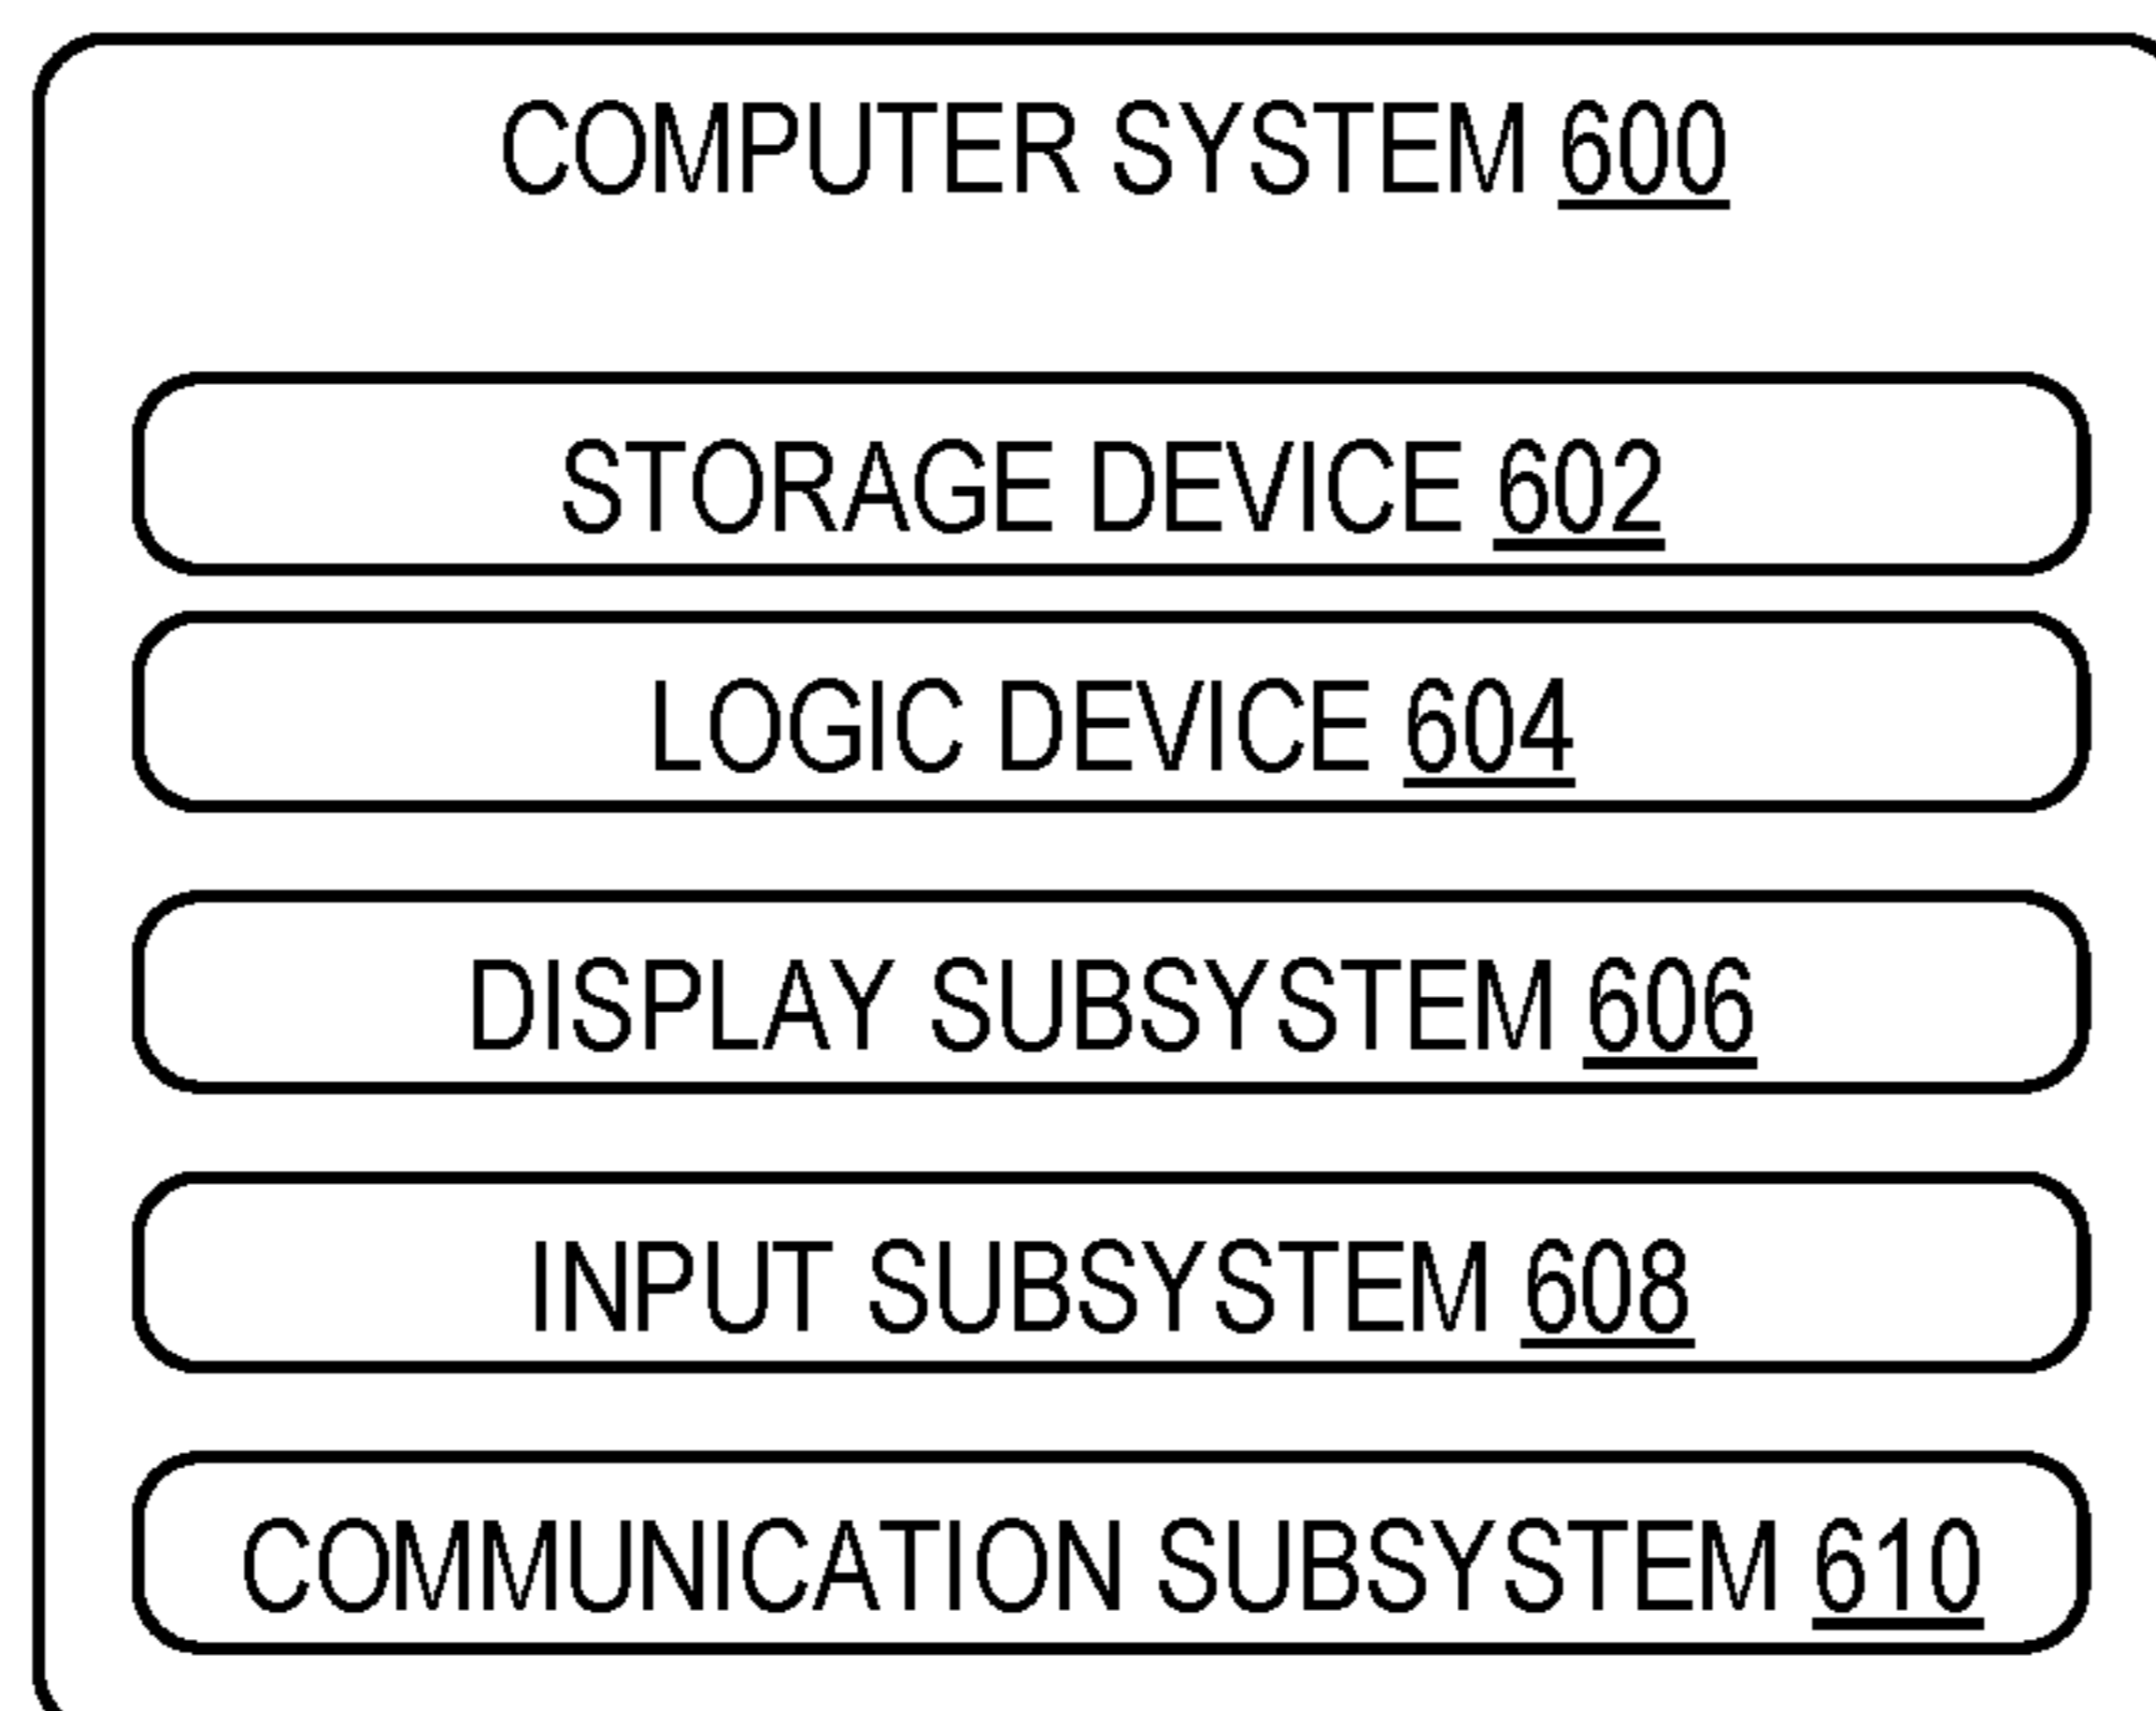 COMPUTER SYSTEM 600
STORAGE DEVICE 602
LOGIC DEVICE 604
DISPLAY SUBSYSTEM 606
INPUT SUBSYSTEM 608
COMMUNICATION SUBSYSTEM 610